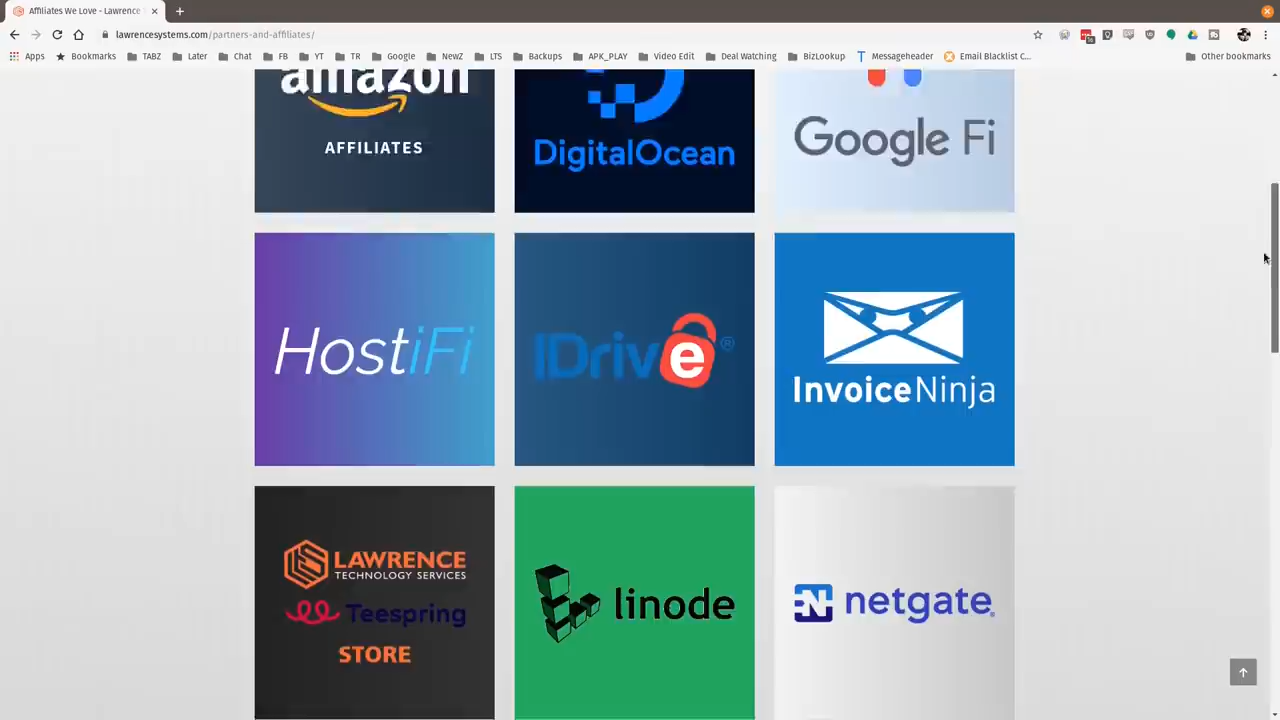 Affiliates We Love - Lawrence
lawrencesystems.com/partners-and-affiliates/
Apps Bookmarks TABZ Later Chat FB YT TR Google NewZ LTS Backups APK_PLAY Video Edit Deal Watching BizLookup Messageheader Email Blacklist C... Other bookmarks
amazon
AFFILIATES
DigitalOcean
Google Fi
HostiFi
IDrive®
InvoiceNinja
LAWRENCE
TECHNOLOGY SERVICES
Teespring
STORE
linode
N netgate®